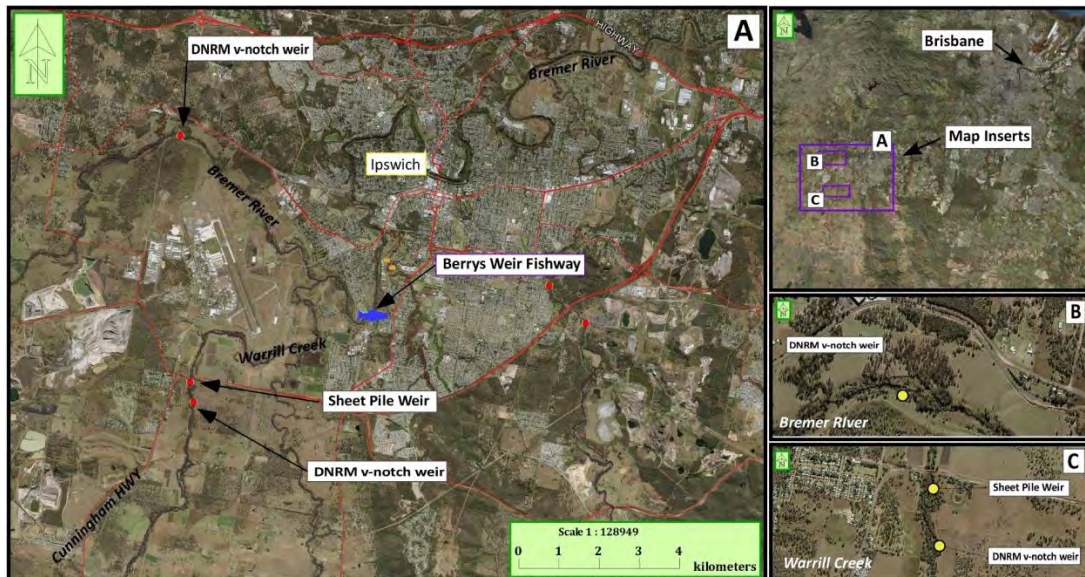 N
DNRM v-notch weir
HIGHWAY
A
Bremer River
Ipswich
Bremer River
Berrys Weir Fishway
Warrill Creek
Sheet Pile Weir
DNRM v-notch weir
Cunningham HWY
Scale 1 : 128949
0 1 2 3 4
kilometers
N
Brisbane
A
Map Inserts
B
C
N
B
DNRM v-notch weir
Bremer River
N
C
Sheet Pile Weir
DNRM v-notch weir
Warrill Creek